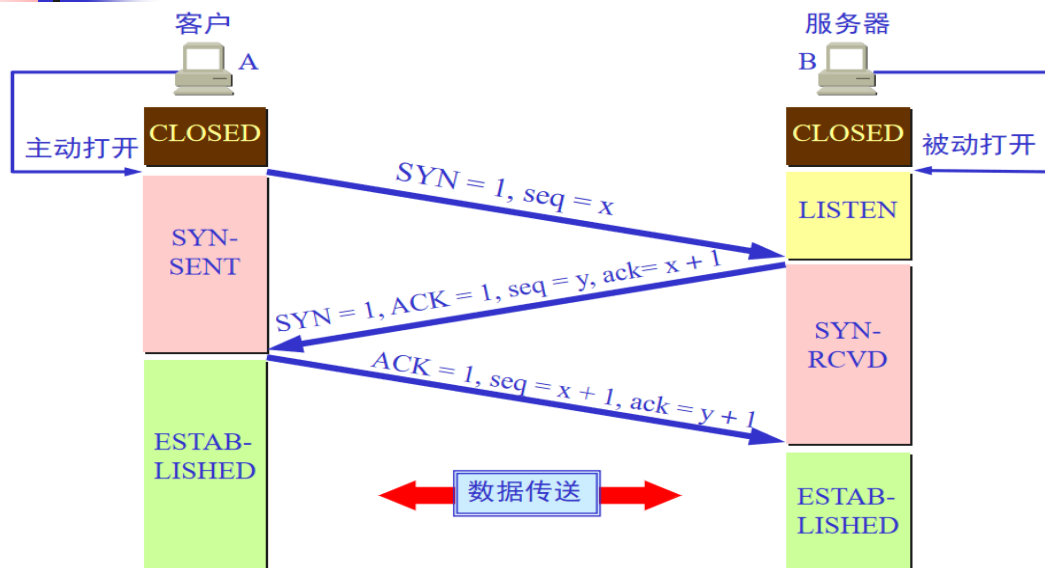 客户
服务器
A
B
CLOSED
CLOSED
主动打开
被动打开
SYN = 1, seq = x
LISTEN
SYN-
SENT
SYN = 1, ACK = 1, seq = y, ack= x + 1
SYN-
RCVD
ACK = 1, seq = x + 1, ack = y + 1
ESTAB-
LISHED
数据传送
ESTAB-
LISHED